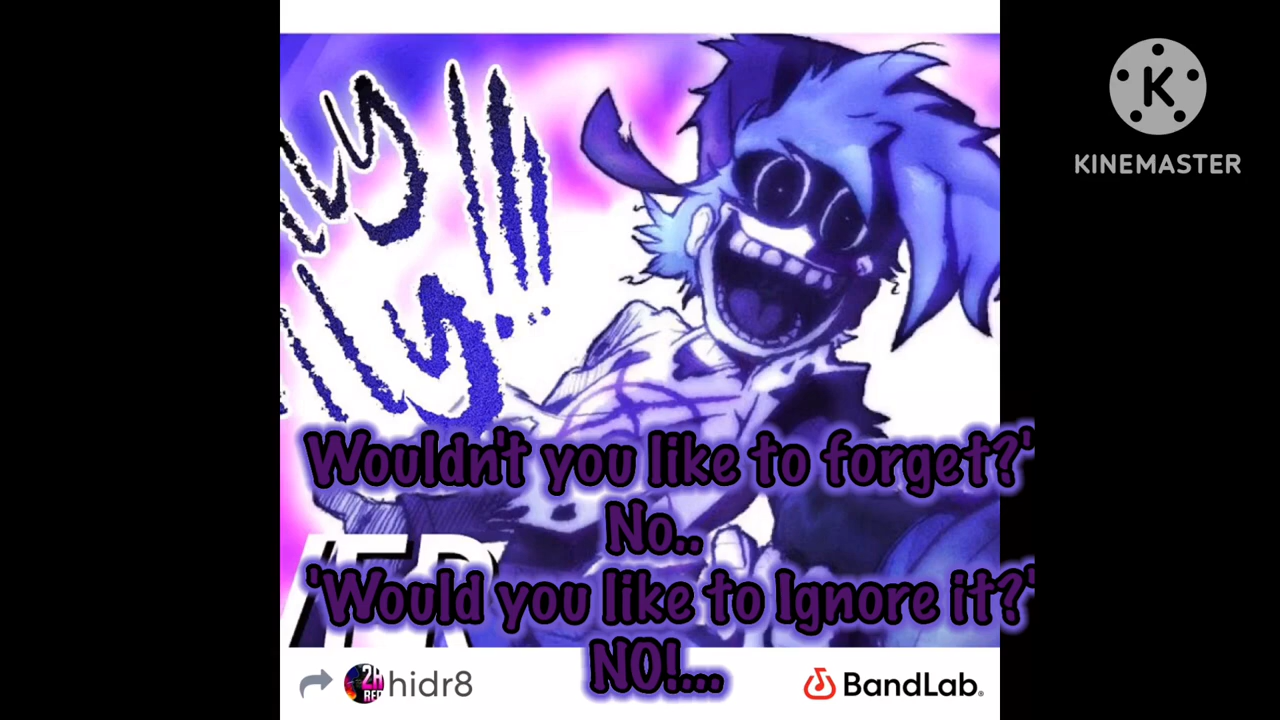 KINEMASTER
Wouldn't you like to forget?'
No..
'Would you like to Ignore it?'
NO!...
hidr8
BandLab